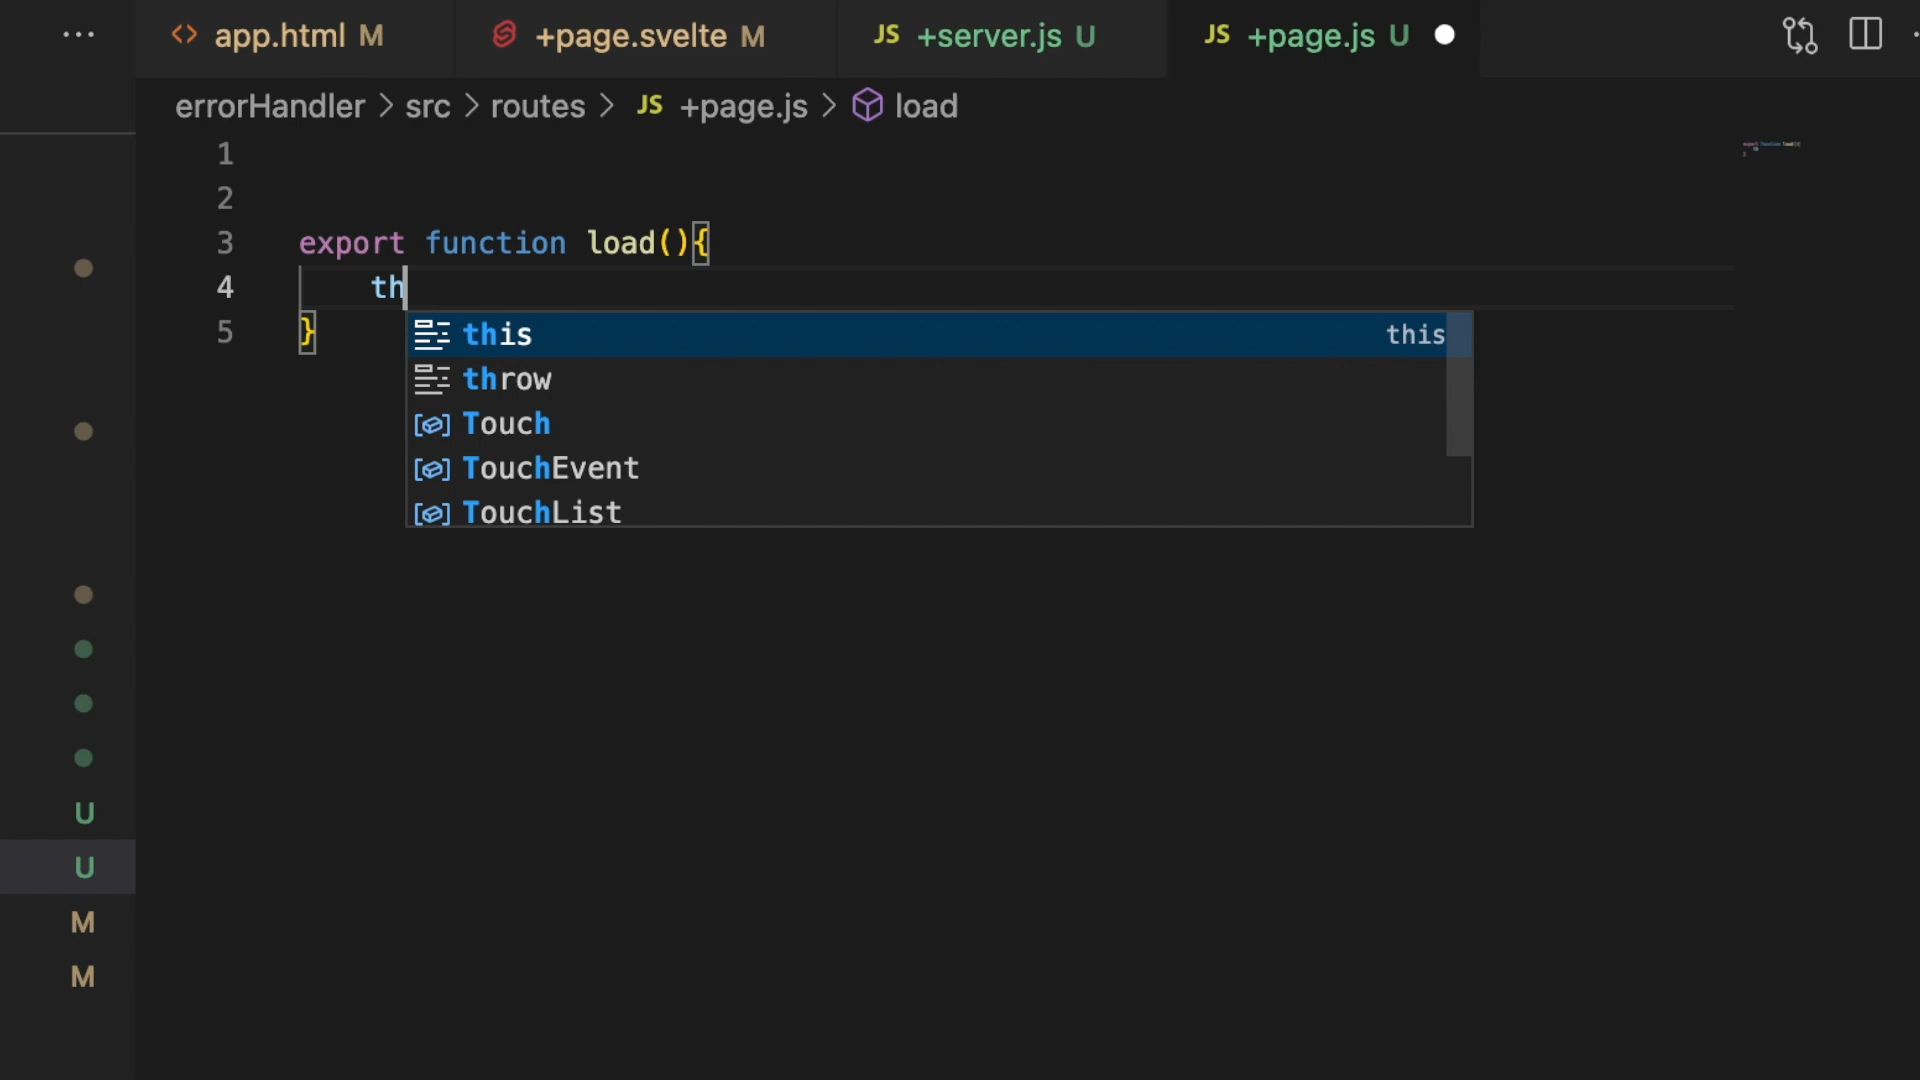 ··· <> app.html M +page.svelte M JS +server.js U JS +page.js U
errorHandler > src > routes > JS +page.js > load
1
2
3 export function load(){
4 th
5 }
this this
throw
Touch
TouchEvent
TouchList
U
U
M
M